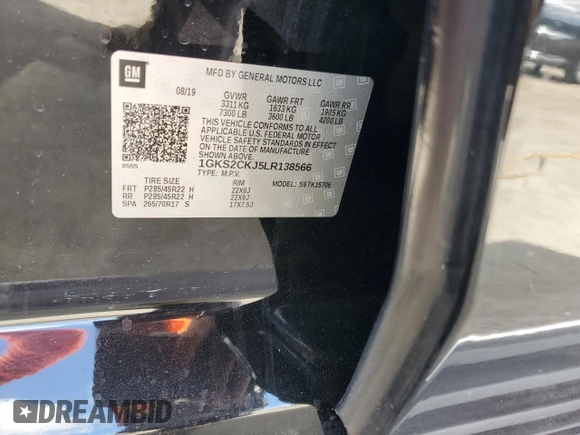 GM
MFD BY GENERAL MOTORS LLC
08/19 GVWR GAWR FRT GAWR RR
3311 KG 1633 KG 1905 KG
7300 LB 3600 LB 4200 LB
THIS VEHICLE CONFORMS TO ALL
APPLICABLE U.S. FEDERAL MOTOR
VEHICLE SAFETY STANDARDS IN EFFECT
ON THE DATE OF MANUFACTURE
SHOWN ABOVE.
1GKS2CKJ5LR138566
TYPE: M.P.V. MODEL: 56TK15706
TIRE SIZE RIM
FRT P285/45R22 H 22X9J
RR P285/45R22 H 22X9J
SPA 265/70R17 S 17X7.5J
DREAMBID